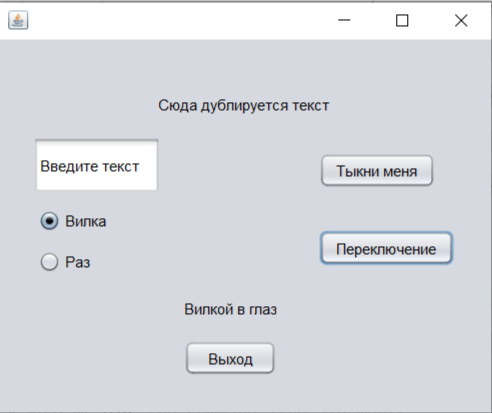 Сюда дублируется текст
Введите текст
Тыкни меня
Вилка
Переключение
Раз
Вилкой в глаз
Выход